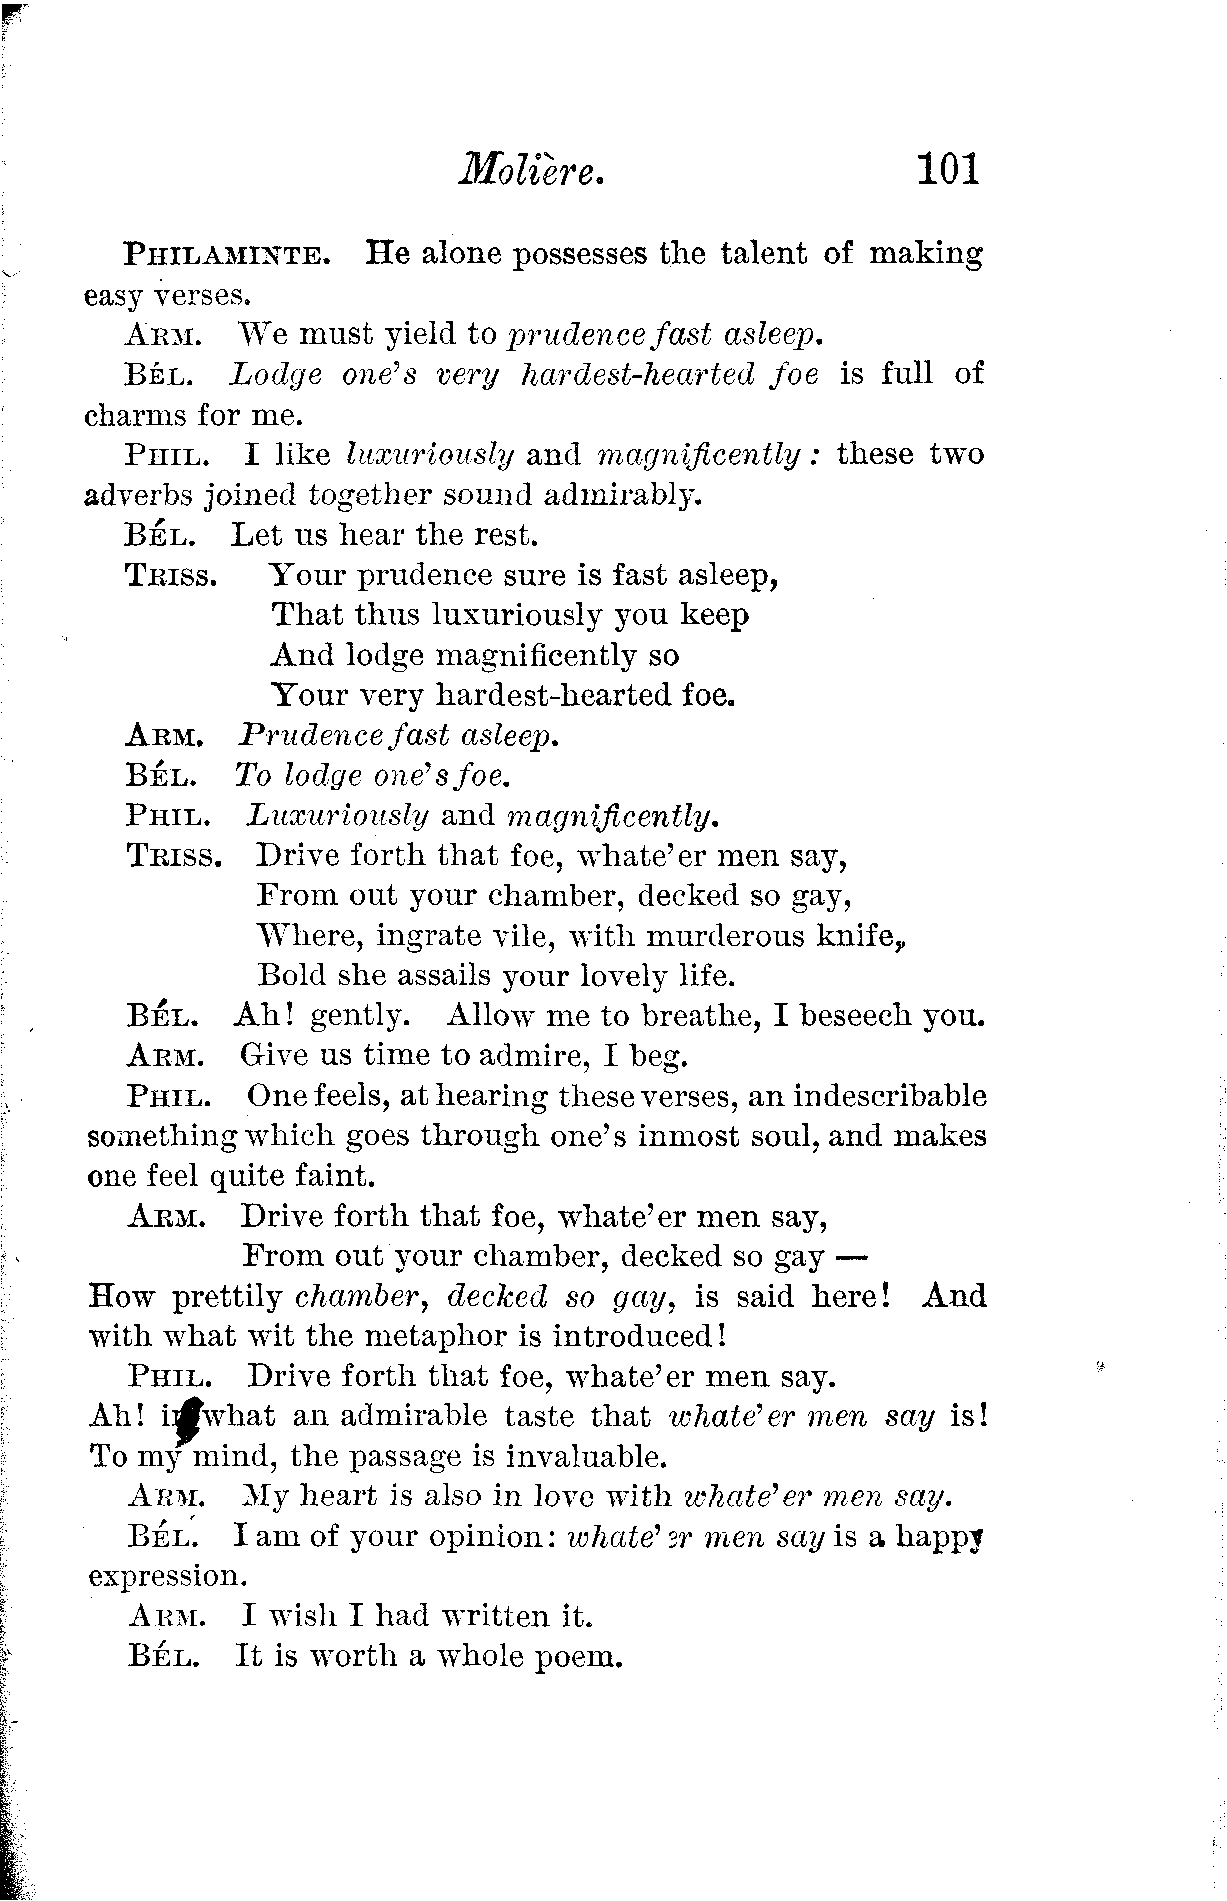 Molière. 101
PHILAMINTE. He alone possesses the talent of making
easy verses.
ARM. We must yield to prudence fast asleep.
BÉL. Lodge one's very hardest-hearted foe is full of
charms for me.
PHIL. I like luxuriously and magnificently: these two
adverbs joined together sound admirably.
BÉL. Let us hear the rest.
TRISS. Your prudence sure is fast asleep,
That thus luxuriously you keep
And lodge magnificently so
Your very hardest-hearted foe.
ARM. Prudence fast asleep.
BÉL. To lodge one's foe.
PHIL. Luxuriously and magnificently.
TRISS. Drive forth that foe, whate'er men say,
From out your chamber, decked so gay,
Where, ingrate vile, with murderous knife,
Bold she assails your lovely life.
BÉL. Ah! gently. Allow me to breathe, I beseech you.
ARM. Give us time to admire, I beg.
PHIL. One feels, at hearing these verses, an indescribable
something which goes through one's inmost soul, and makes
one feel quite faint.
ARM. Drive forth that foe, whate'er men say,
From out your chamber, decked so gay —
How prettily chamber, decked so gay, is said here! And
with what wit the metaphor is introduced!
PHIL. Drive forth that foe, whate'er men say.
Ah! in what an admirable taste that whate'er men say is!
To my mind, the passage is invaluable.
ARM. My heart is also in love with whate'er men say.
BÉL. I am of your opinion: whate'er men say is a happy
expression.
ARM. I wish I had written it.
BÉL. It is worth a whole poem.